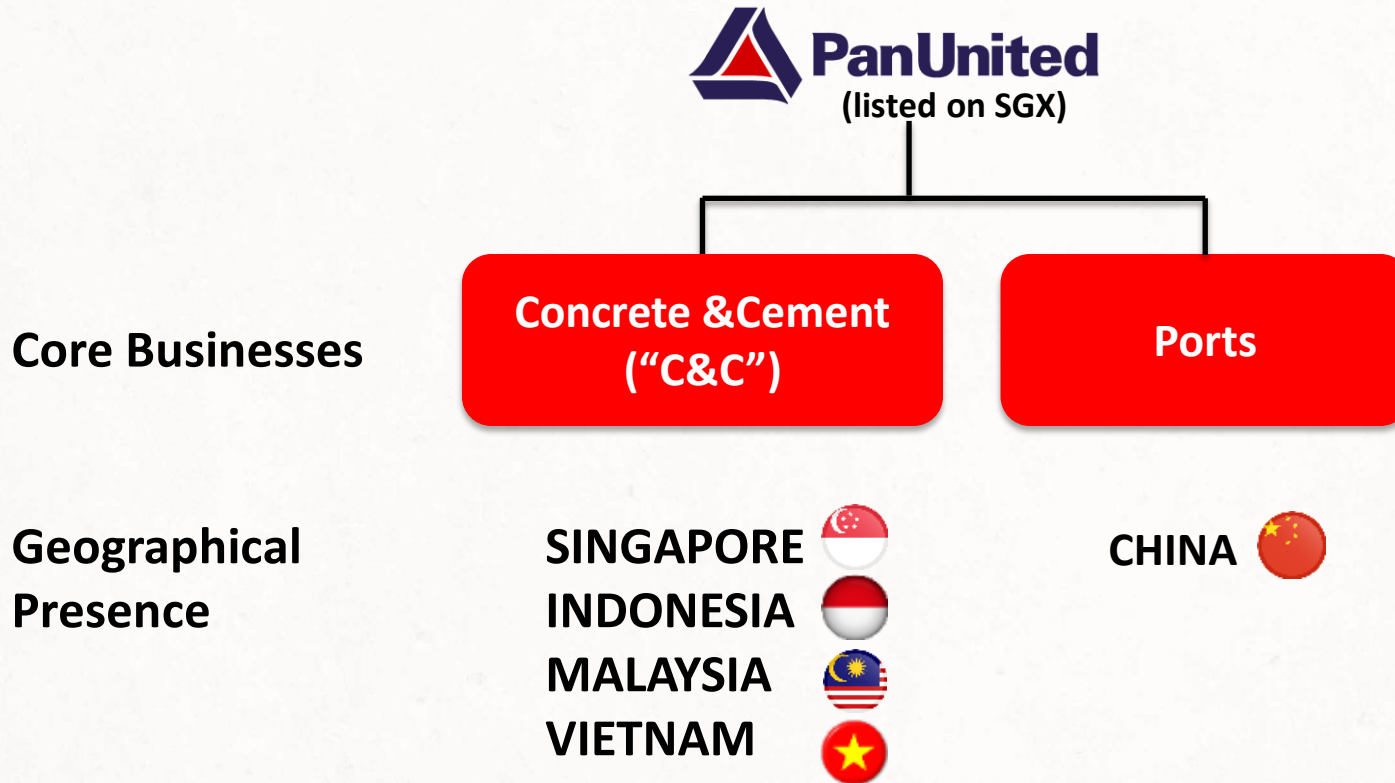 PanUnited
(listed on SGX)
Core Businesses
Concrete &Cement
(“C&C”)
Ports
Geographical
Presence
SINGAPORE
INDONESIA
MALAYSIA
VIETNAM
CHINA